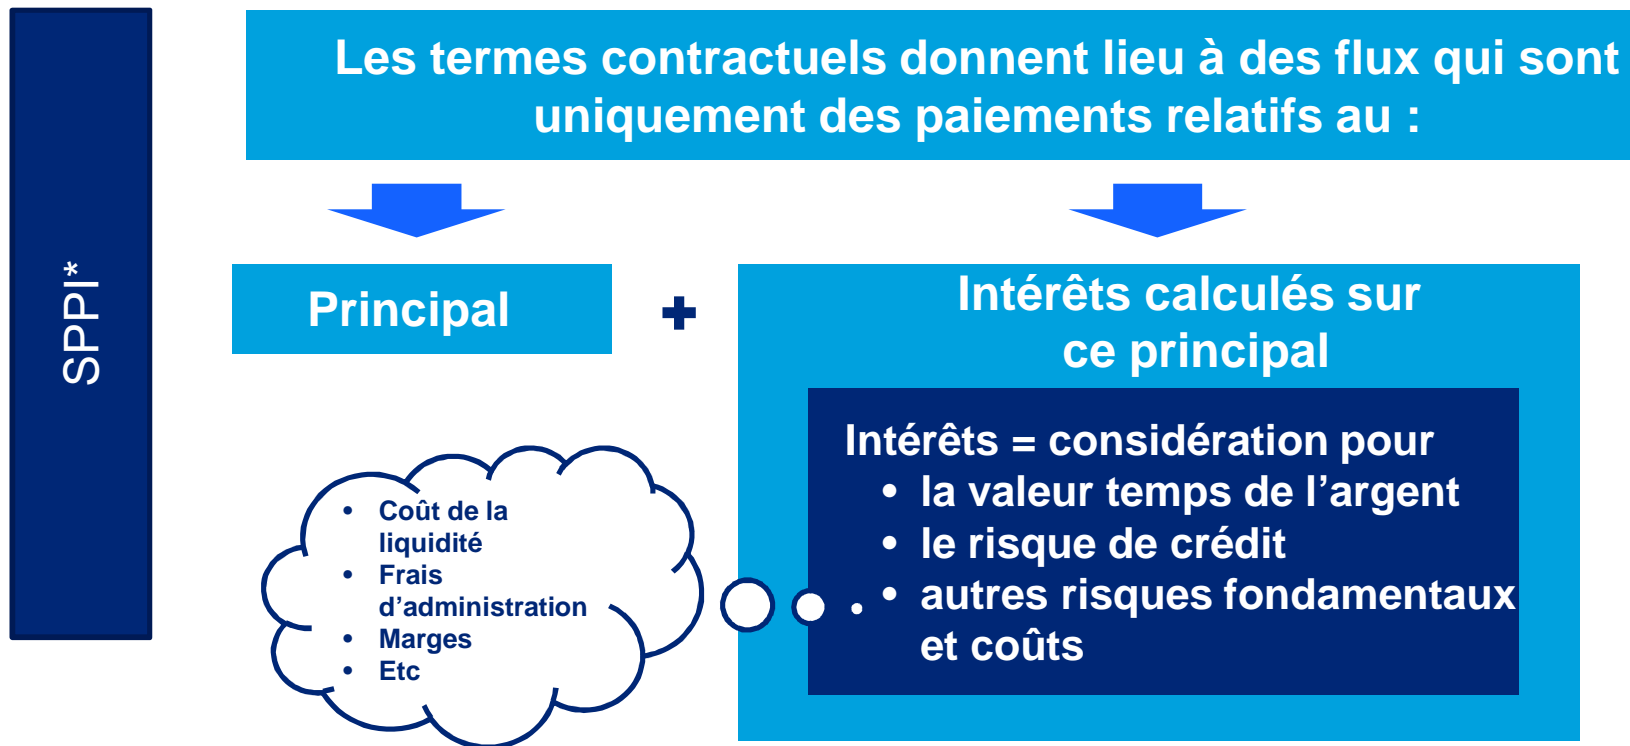 SPPI*
Les termes contractuels donnent lieu à des flux qui sont
uniquement des paiements relatifs au :
Principal
+
Intérêts calculés sur
ce principal
Intérêts = considération pour
• la valeur temps de l’argent
• le risque de crédit
• autres risques fondamentaux
et coûts
• Coût de la
liquidité
• Frais
d’administration
• Marges
• Etc